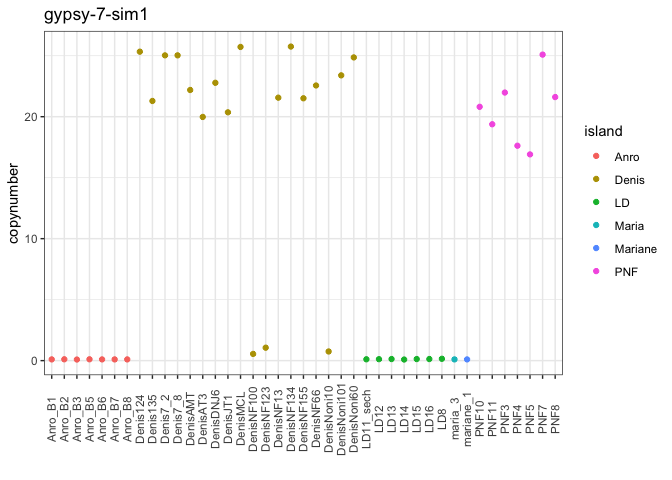 gypsy-7-sim1
copynumber
20
10
0
Anro_B1
Anro_B2
Anro_B3
Anro_B5
Anro_B6
Anro_B7
Anro_B8
Denis124
Denis135
Denis7_2
Denis7_8
DenisAMT
DenisAT3
DenisDNJ6
DenisJT1
DenisMCL
DenisNF100
DenisNF123
DenisNF13
DenisNF134
DenisNF155
DenisNF66
DenisNoni10
DenisNoni101
DenisNoni60
LD11_sech
LD12
LD13
LD14
LD15
LD16
LD8
maria_3
mariane_1
PNF10
PNF11
PNF3
PNF4
PNF5
PNF7
PNF8
island
Anro
Denis
LD
Maria
Mariane
PNF